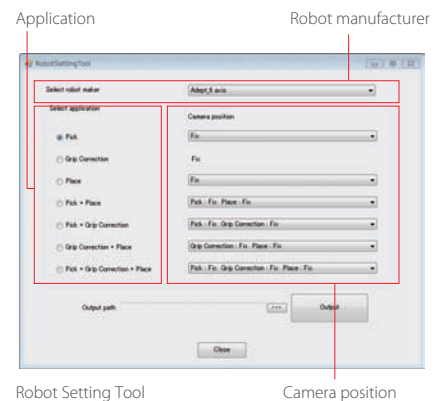 Application
Robot manufacturer
RobotSettingTool
Select robot maker
Adept_6 axis
Select application
Camera position
Pick
Fix
Grip Correction
Fix
Place
Fix
Pick + Place
Pick : Fix Place : Fix
Pick + Grip Correction
Pick : Fix Grip Correction : Fix
Grip Correction + Place
Grip Correction : Fix Place : Fix
Pick + Grip Correction + Place
Pick : Fix Grip Correction : Fix Place : Fix
Output path
...
Output
Close
Robot Setting Tool
Camera position